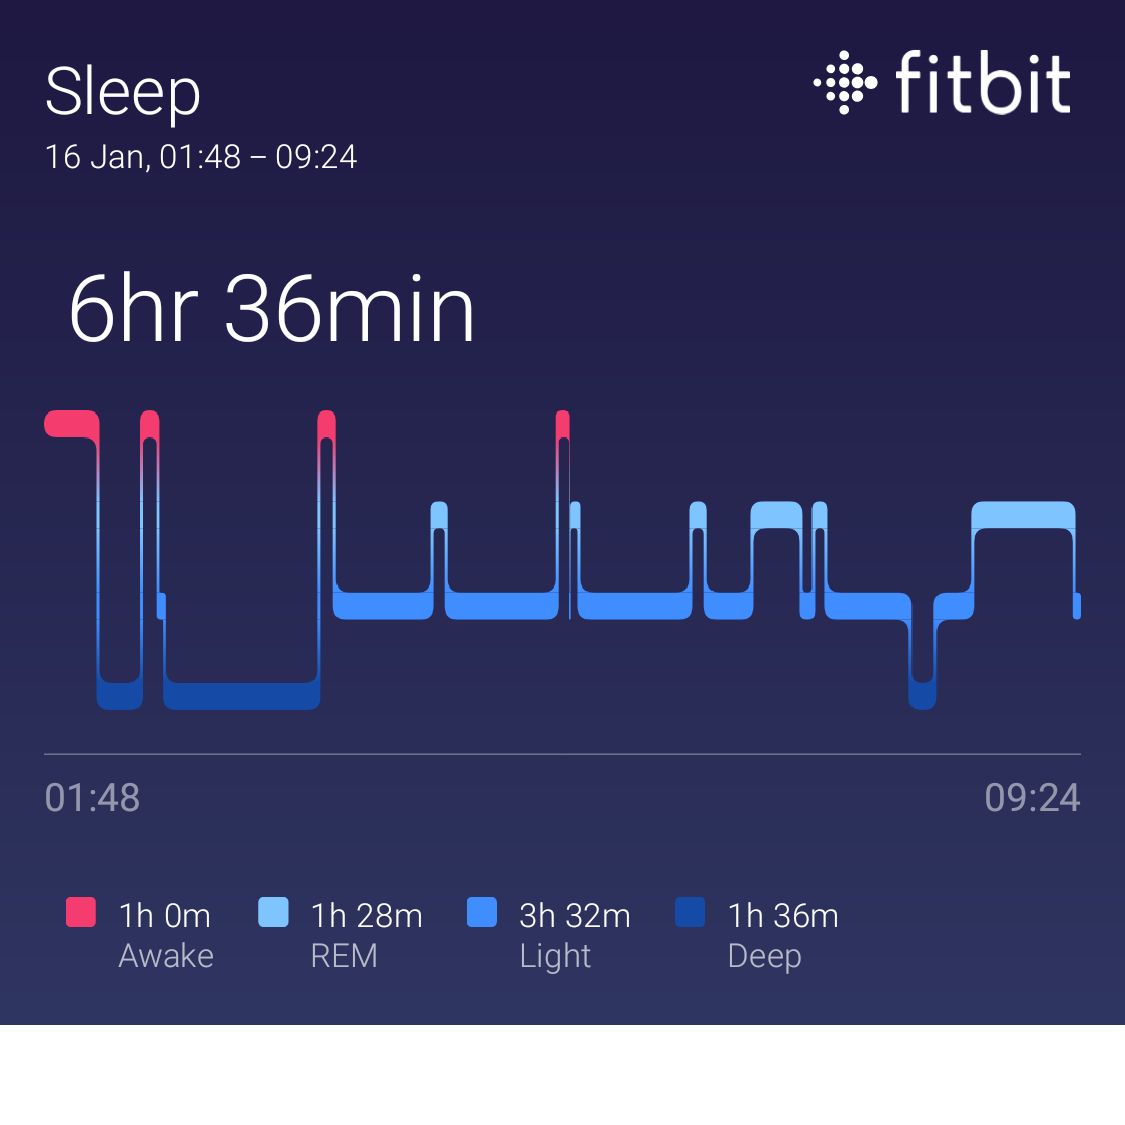 Sleep
fitbit
16 Jan, 01:48 – 09:24
6hr 36min
01:48
09:24
1h 0m
Awake
1h 28m
REM
3h 32m
Light
1h 36m
Deep